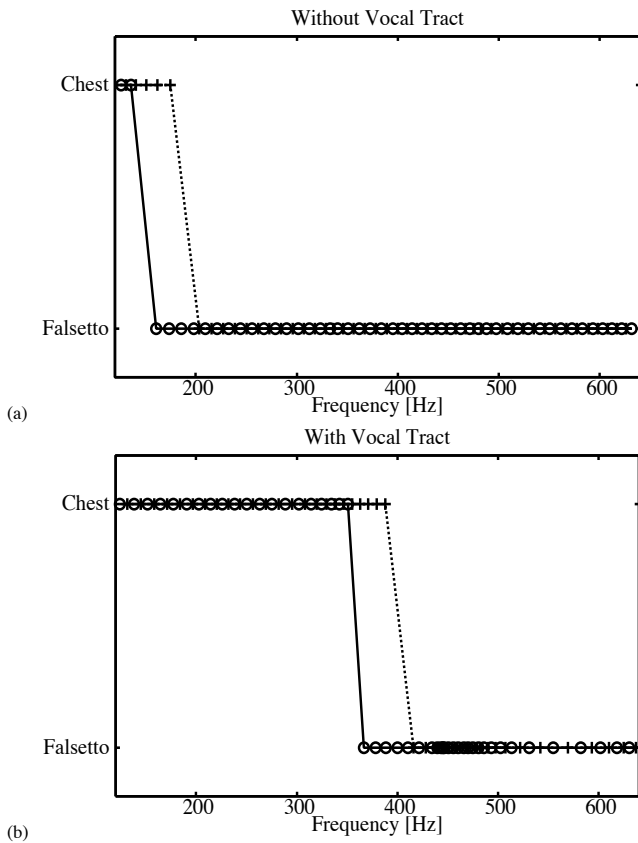 Without Vocal Tract
Chest
Falsetto
200 300 400 500 600
Frequency [Hz]
(a)
With Vocal Tract
Chest
Falsetto
200 300 400 500 600
Frequency [Hz]
(b)